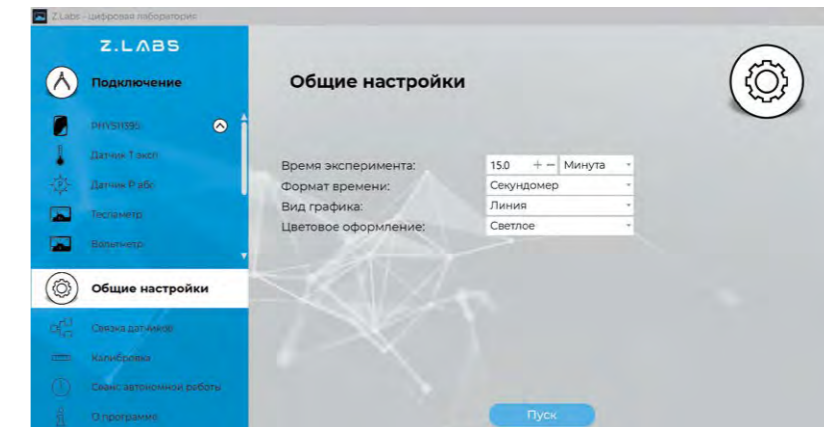 Z.Labs - цифровая лаборатория
Z.LABS
Подключение
PHYS11395
Датчик T эксп
Датчик P абс
Тесламетр
Вольтметр
Общие настройки
Связка датчиков
Калибровка
Сеанс автономной работы
О программе
Общие настройки
Время эксперимента: 15.0 + − Минута
Формат времени: Секундомер
Вид графика: Линия
Цветовое оформление: Светлое
Пуск